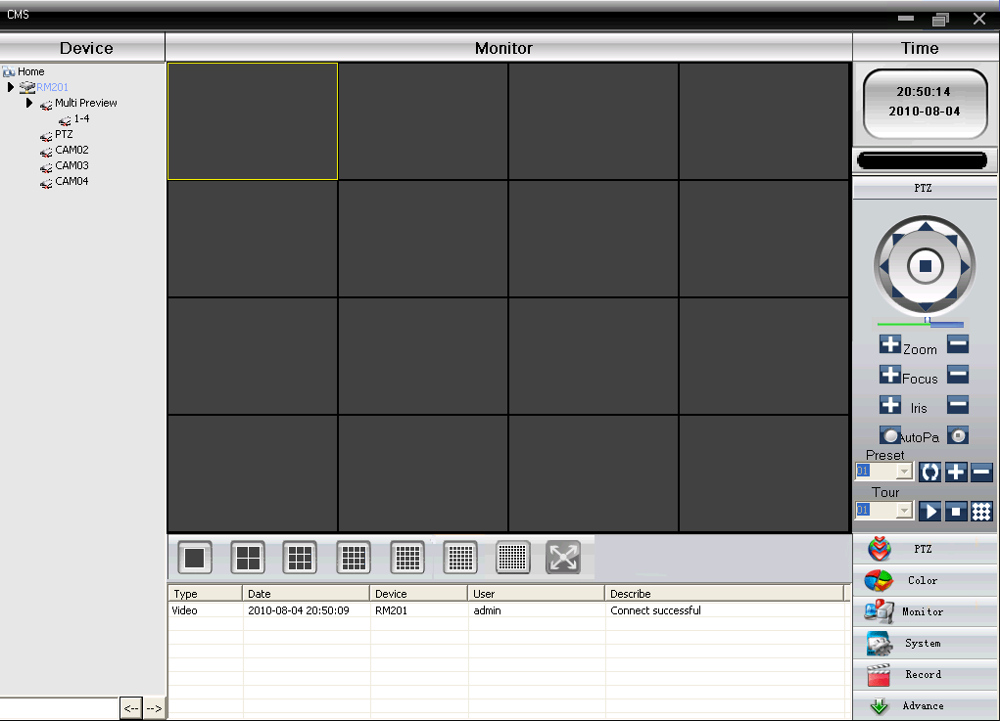 CMS
Device
Monitor
Time
Home
RM201
Multi Preview
1-4
PTZ
CAM02
CAM03
CAM04
20:50:14
2010-08-04
PTZ
Zoom
Focus
Iris
AutoPa
Preset
01
Tour
01
PTZ
Color
Monitor
System
Record
Advance
Type Date Device User Describe
Video 2010-08-04 20:50:09 RM201 admin Connect successful
<-- -->